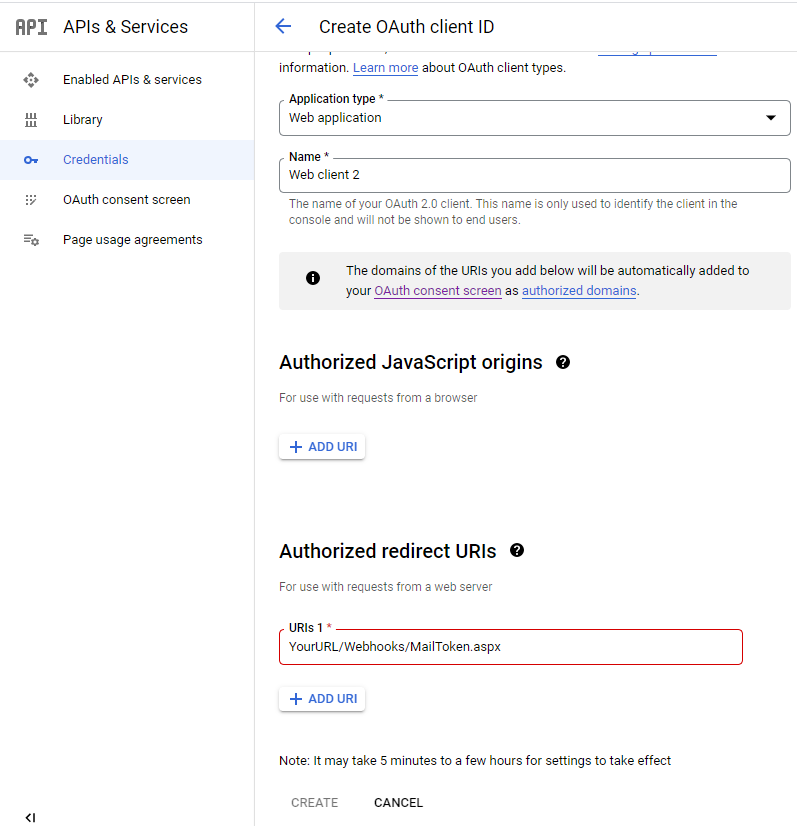 API APIs & Services
Enabled APIs & services
Library
Credentials
OAuth consent screen
Page usage agreements
Create OAuth client ID
information. Learn more about OAuth client types.
Application type *
Web application
Name *
Web client 2
The name of your OAuth 2.0 client. This name is only used to identify the client in the
console and will not be shown to end users.
The domains of the URIs you add below will be automatically added to
your OAuth consent screen as authorized domains.
Authorized JavaScript origins
For use with requests from a browser
ADD URI
Authorized redirect URIs
For use with requests from a web server
URIs 1 *
YourURL/Webhooks/MailToken.aspx
ADD URI
Note: It may take 5 minutes to a few hours for settings to take effect
CREATE CANCEL